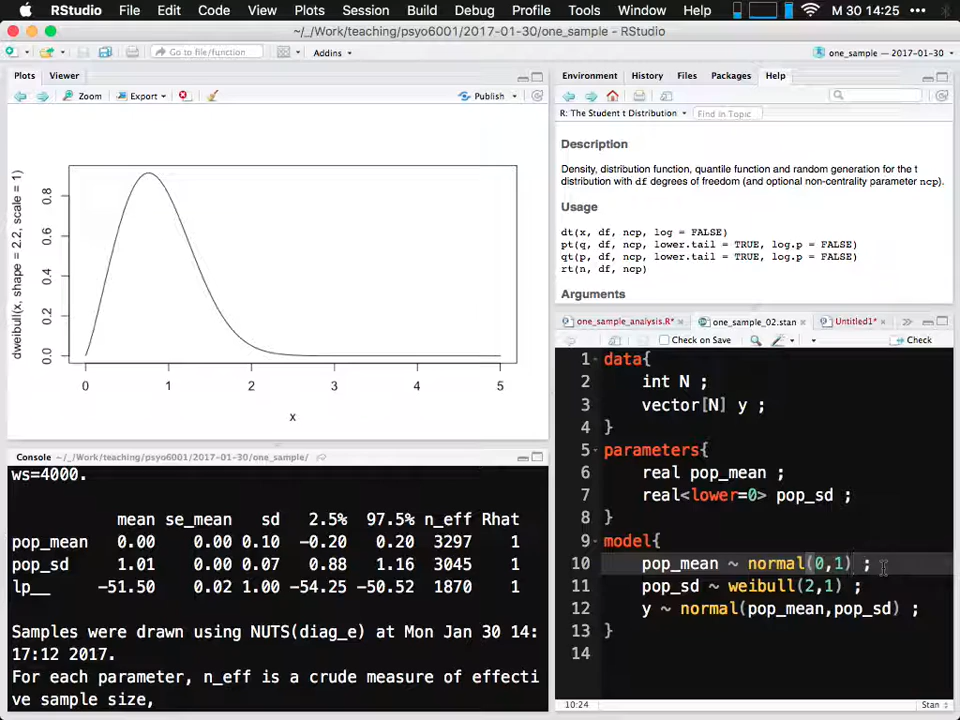 RStudio File Edit Code View Plots Session Build Debug Profile Tools Window Help M 30 14:25
~/_Work/teaching/psyo6001/2017-01-30/one_sample - RStudio
Go to file/function Addins one_sample — 2017-01-30
Plots Viewer
Zoom Export Publish
dweibull(x, shape = 2.2, scale = 1)
0.8
0.6
0.4
0.2
0.0
0 1 2 3 4 5
x
Environment History Files Packages Help
R: The Student t Distribution Find in Topic
Description
Density, distribution function, quantile function and random generation for the t
distribution with df degrees of freedom (and optional non-centrality parameter ncp).
Usage
dt(x, df, ncp, log = FALSE)
pt(q, df, ncp, lower.tail = TRUE, log.p = FALSE)
qt(p, df, ncp, lower.tail = TRUE, log.p = FALSE)
rt(n, df, ncp)
Arguments
Console ~/_Work/teaching/psyo6001/2017-01-30/one_sample/
ws=4000.
mean se_mean sd 2.5% 97.5% n_eff Rhat
pop_mean 0.00 0.00 0.10 -0.20 0.20 3297 1
pop_sd 1.01 0.00 0.07 0.88 1.16 3045 1
lp__ -51.50 0.02 1.00 -54.25 -50.52 1870 1
Samples were drawn using NUTS(diag_e) at Mon Jan 30 14:
17:12 2017.
For each parameter, n_eff is a crude measure of effecti
ve sample size,
one_sample_analysis.R* one_sample_02.stan Untitled1*
Check on Save Check
1 data{
2 int N ;
3 vector[N] y ;
4 }
5 parameters{
6 real pop_mean ;
7 real<lower=0> pop_sd ;
8 }
9 model{
10 pop_mean ~ normal(0,1) ;
11 pop_sd ~ weibull(2,1) ;
12 y ~ normal(pop_mean,pop_sd) ;
13 }
14
10:24 Stan